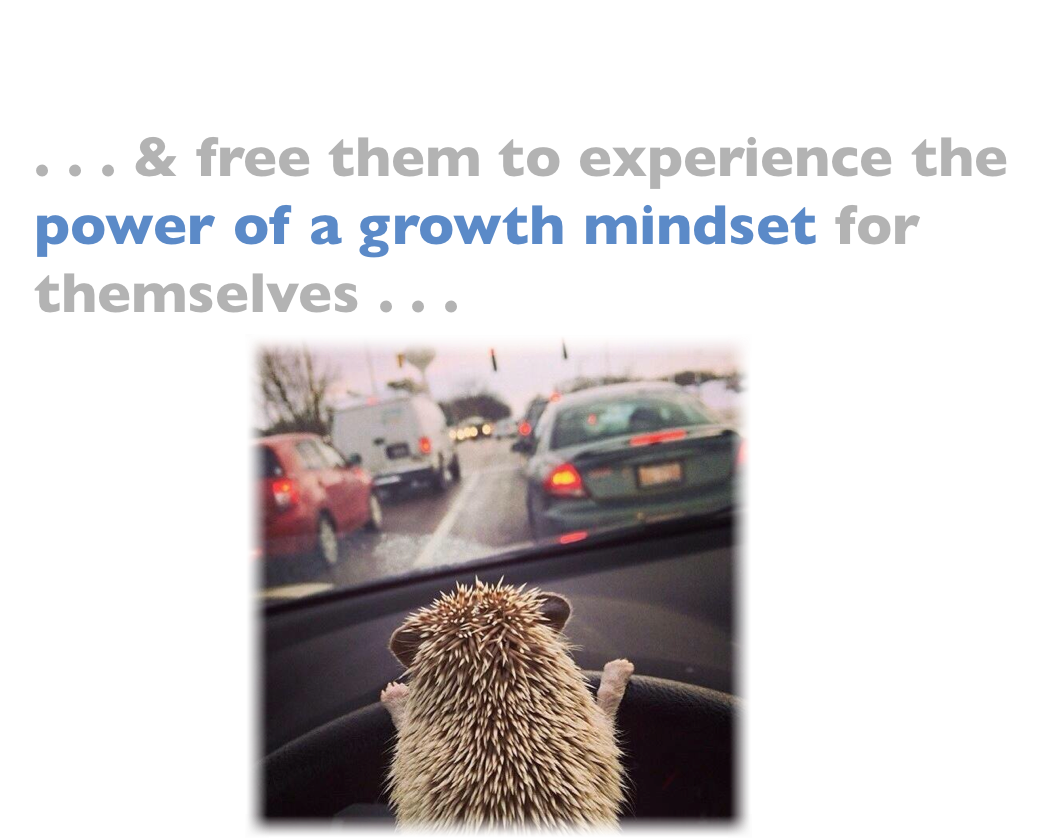 . . . & free them to experience the
power of a growth mindset for
themselves . . .